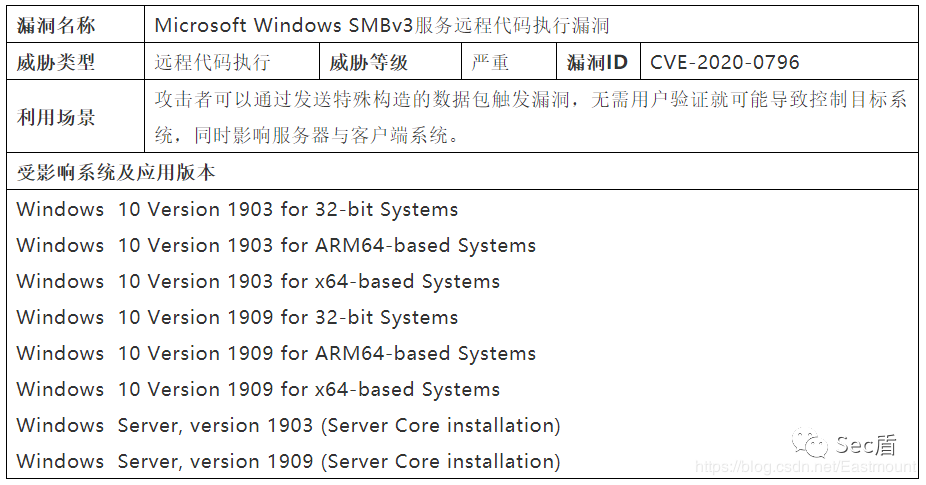 漏洞名称 Microsoft Windows SMBv3服务远程代码执行漏洞
威胁类型 远程代码执行 威胁等级 严重 漏洞ID CVE-2020-0796
利用场景 攻击者可以通过发送特殊构造的数据包触发漏洞，无需用户验证就可能导致控制目标系
统，同时影响服务器与客户端系统。
受影响系统及应用版本
Windows 10 Version 1903 for 32-bit Systems
Windows 10 Version 1903 for ARM64-based Systems
Windows 10 Version 1903 for x64-based Systems
Windows 10 Version 1909 for 32-bit Systems
Windows 10 Version 1909 for ARM64-based Systems
Windows 10 Version 1909 for x64-based Systems
Windows Server, version 1903 (Server Core installation)
Windows Server, version 1909 (Server Core installation)
Sec盾
https://blog.csdn.net/Eastmount